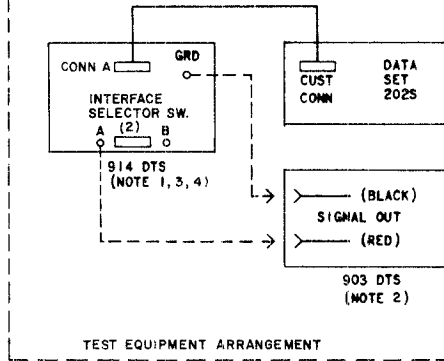 CONN A
GRD
INTERFACE
SELECTOR SW.
(2)
A B
914 DTS
(NOTE 1, 3, 4)
CUST
CONN
DATA
SET
202S
(BLACK)
SIGNAL OUT
(RED)
903 DTS
(NOTE 2)
TEST EQUIPMENT ARRANGEMENT